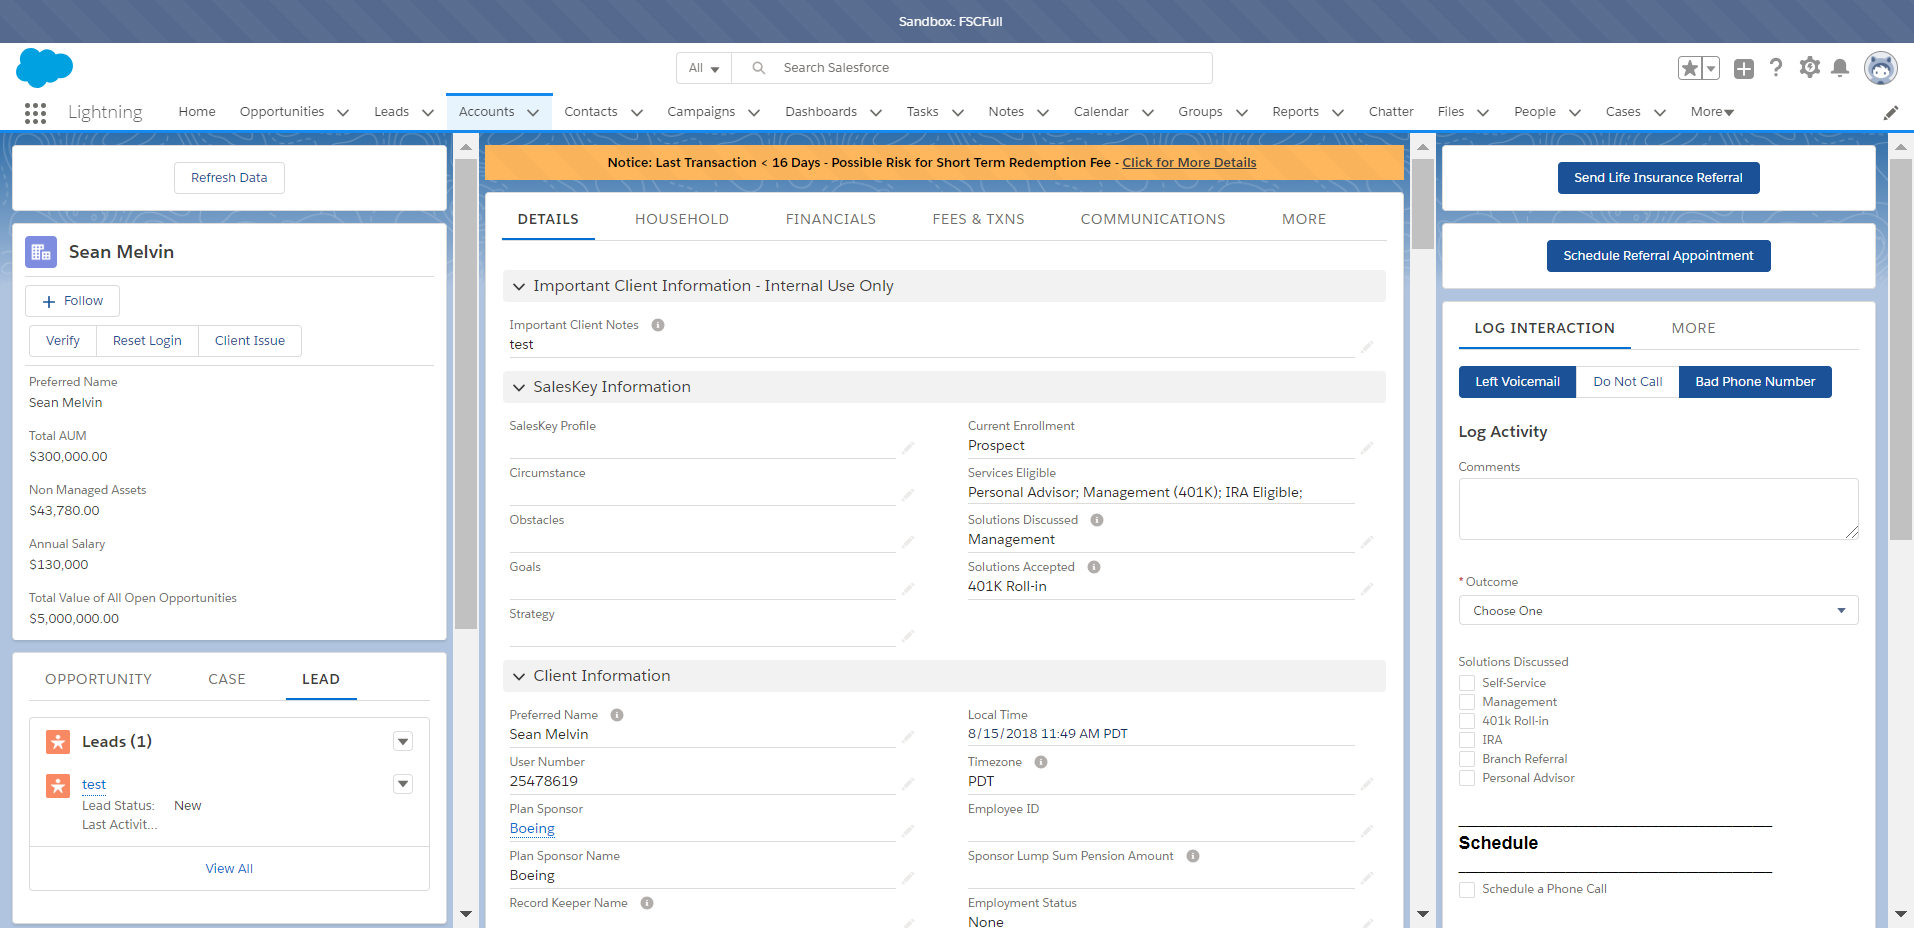 Sandbox: FSCFull
All
Search Salesforce
Lightning
Home
Opportunities
Leads
Accounts
Contacts
Campaigns
Dashboards
Tasks
Notes
Calendar
Groups
Reports
Chatter
Files
People
Cases
More
Refresh Data
Sean Melvin
+ Follow
Verify
Reset Login
Client Issue
Preferred Name
Sean Melvin
Total AUM
$300,000.00
Non Managed Assets
$43,780.00
Annual Salary
$130,000
Total Value of All Open Opportunities
$5,000,000.00
OPPORTUNITY
CASE
LEAD
Leads (1)
test
Lead Status: New
Last Activit...
View All
Notice: Last Transaction < 16 Days - Possible Risk for Short Term Redemption Fee - Click for More Details
DETAILS
HOUSEHOLD
FINANCIALS
FEES & TXNS
COMMUNICATIONS
MORE
Important Client Information - Internal Use Only
Important Client Notes
test
SalesKey Information
SalesKey Profile
Circumstance
Obstacles
Goals
Strategy
Current Enrollment
Prospect
Services Eligible
Personal Advisor; Management (401K); IRA Eligible;
Solutions Discussed
Management
Solutions Accepted
401K Roll-in
Client Information
Preferred Name
Sean Melvin
User Number
25478619
Plan Sponsor
Boeing
Plan Sponsor Name
Boeing
Record Keeper Name
Local Time
8/15/2018 11:49 AM PDT
Timezone
PDT
Employee ID
Sponsor Lump Sum Pension Amount
Employment Status
None
Send Life Insurance Referral
Schedule Referral Appointment
LOG INTERACTION
MORE
Left Voicemail
Do Not Call
Bad Phone Number
Log Activity
Comments
* Outcome
Choose One
Solutions Discussed
Self-Service
Management
401k Roll-in
IRA
Branch Referral
Personal Advisor
Schedule
Schedule a Phone Call